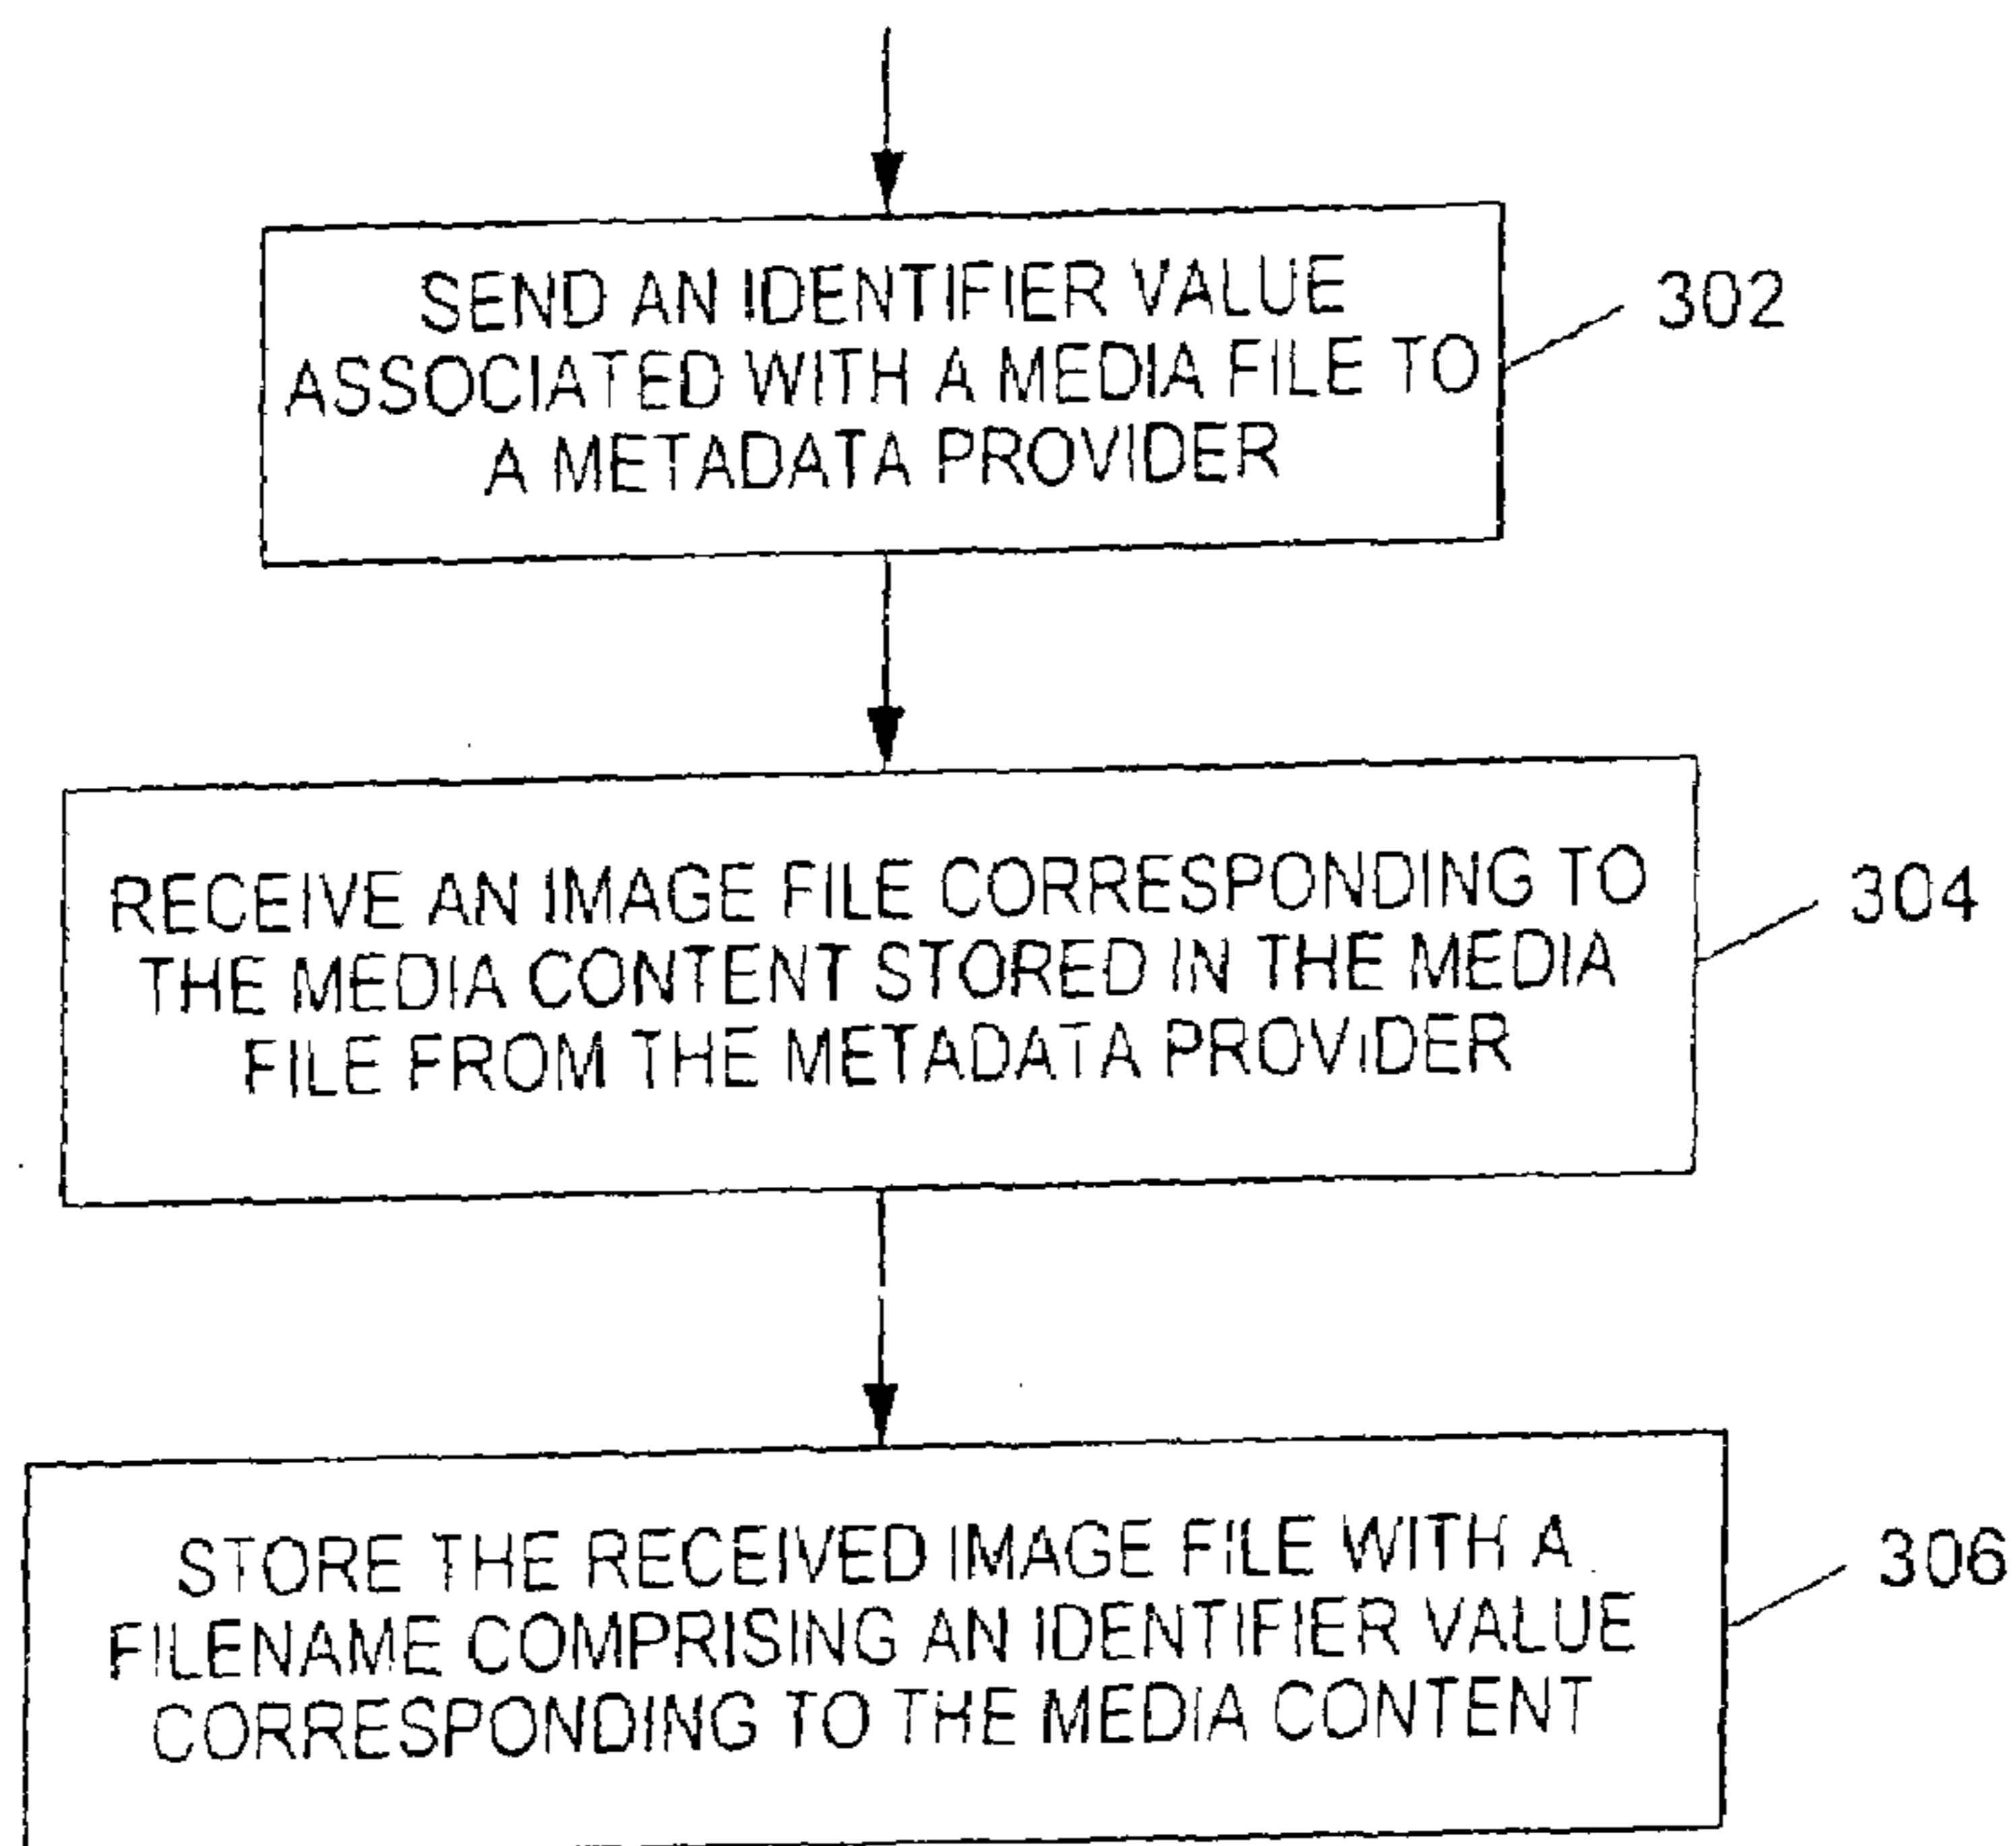 SEND AN IDENTIFIER VALUE
ASSOCIATED WITH A MEDIA FILE TO
A METADATA PROVIDER
302
RECEIVE AN IMAGE FILE CORRESPONDING TO
THE MEDIA CONTENT STORED IN THE MEDIA
FILE FROM THE METADATA PROVIDER
304
STORE THE RECEIVED IMAGE FILE WITH A
FILENAME COMPRISING AN IDENTIFIER VALUE
CORRESPONDING TO THE MEDIA CONTENT
306